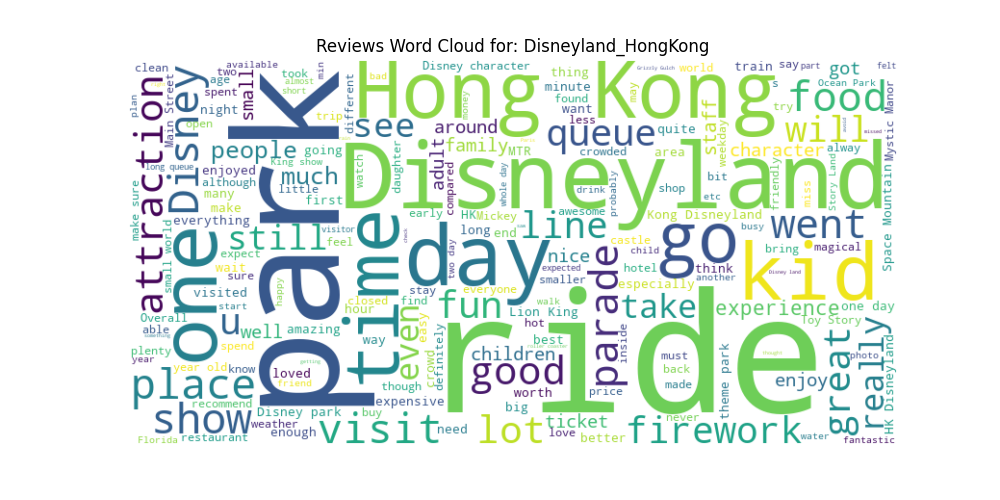 Reviews Word Cloud for: Disneyland_HongKong
clean
available
two
age
spent
took
almost
short
min
Disney character
bad
thing
minute
found
want
less
Grizzly Gulch
world
may
train
say
part
got
felt
Ocean Park
s
try
food
plan
Main Street
night
open
small
trip
different
Hong Kong
money
see
around
adult
family
MTR
queue
quite
crowded
area
staff
weekday
will
character
alway
avoid
missed
Mystic Manor
attraction
Disney
people
going
long queue
King show
enjoyed
although
much
little
first
watch
daughter
Disneyland
compared
whole day
two day
drink
probably
shop
bit
etc
miss
friendly
Story Land
Space Mountain
make sure
small world
many
make
everything
one
park
still
visitor
feel
expect
wait
sure
visited
start
happy
time
early
HK
Mickey
long
end
awesome
line
Kong Disneyland
castle
child
busy
bring
magical
went
day
nice
expected
smaller
everyone
stay
hotel
especially
go
think
another
Disney land
kid
Overall
able
something
year
plenty
u
well
amazing
closed
hour
way
check
find
easy
even
fun
Lion King
walk
hot
best
roller coaster
parade
inside
take
experience
one day
Toy Story
HK Disneyland
place
year old
spend
know
loved
friend
getting
though
expensive
crowd
definitely
children
good
worth
price
ride
must
back
made
theme park
thought
enjoy
photo
great
really
recommend
show
Disney park
weather
enough
buy
visit
need
big
lot
ticket
love
better
firework
never
water
fantastic
Florida
restaurant